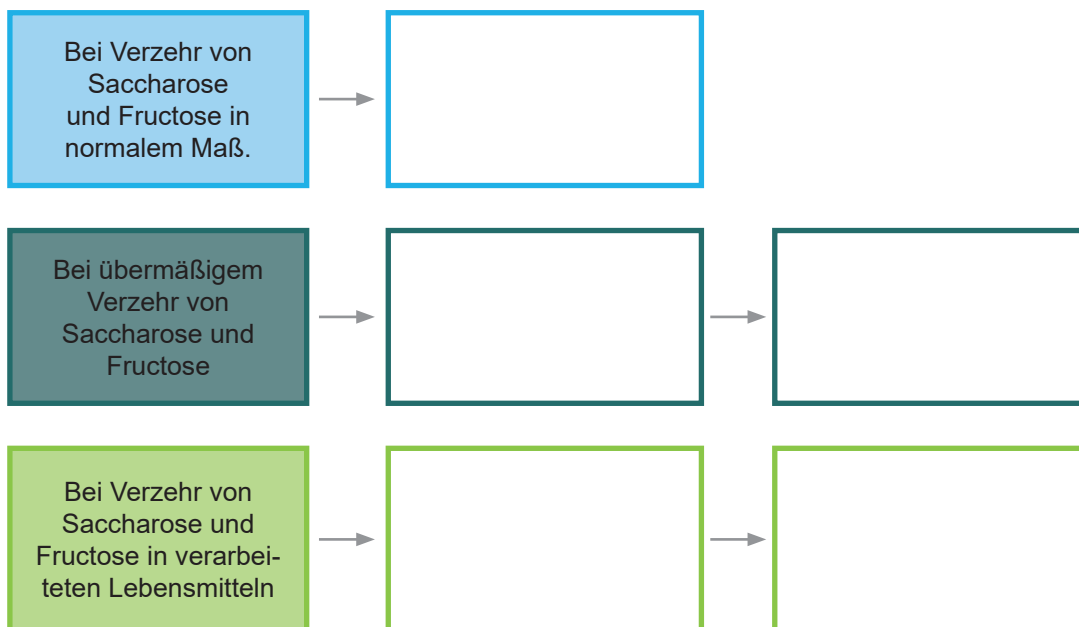 Bei Verzehr von
Saccharose
und Fructose in
normalem Maß.
Bei übermäßigem
Verzehr von
Saccharose und
Fructose
Bei Verzehr von
Saccharose und
Fructose in verarbei-
teten Lebensmitteln